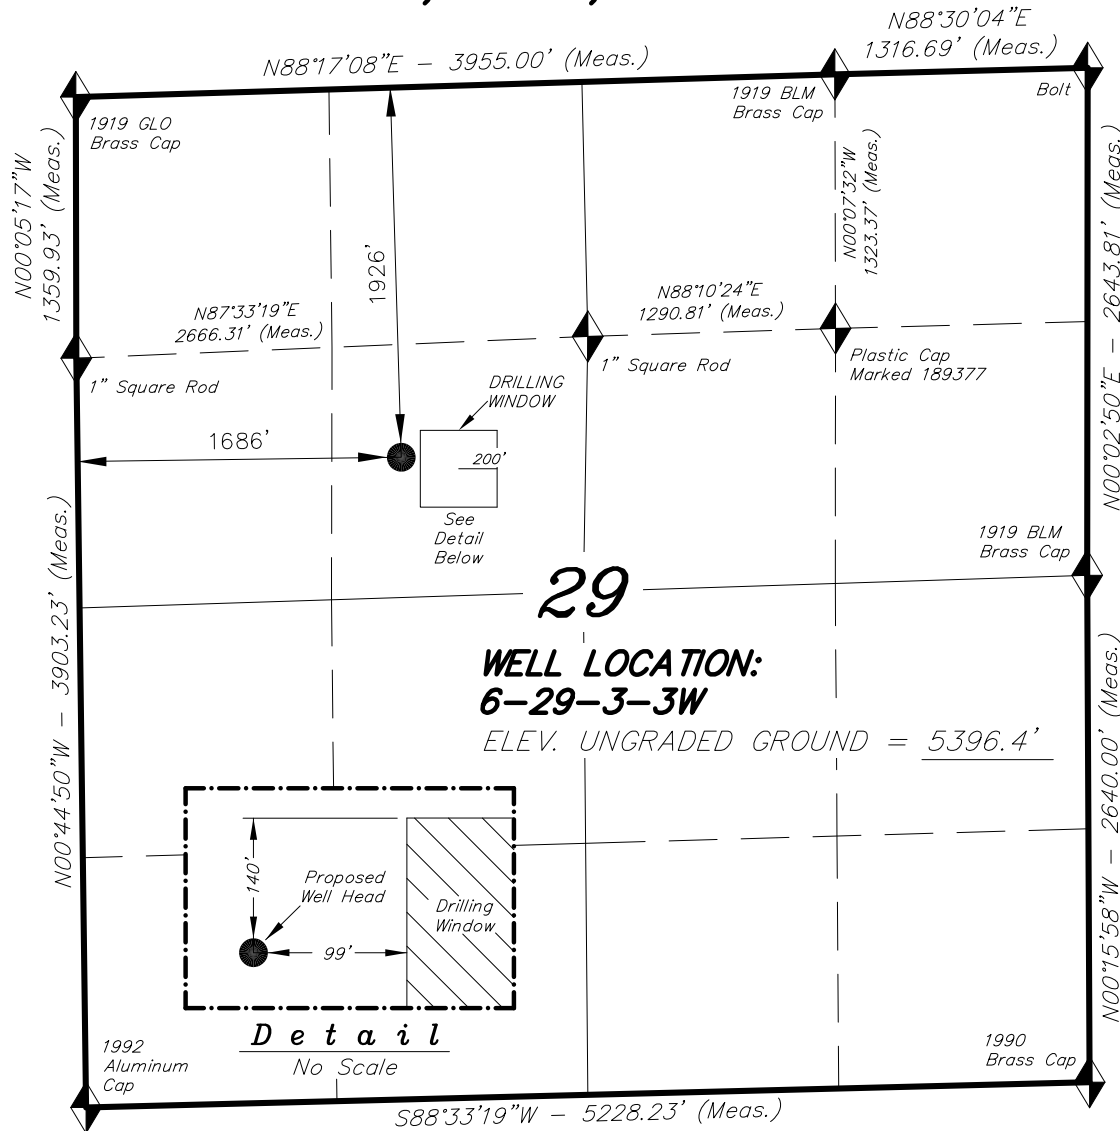 N88°30'04"E
1316.69' (Meas.)
N88°17'08"E - 3955.00' (Meas.)
1919 GLO
Brass Cap
1919 BLM
Brass Cap
Bolt
N00°05'17"W
1359.93' (Meas.)
N00°07'32"W
1323.37' (Meas.)
N00°02'50"E - 2643.81' (Meas.)
1926'
N87°33'19"E
2666.31' (Meas.)
N88°10'24"E
1290.81' (Meas.)
1" Square Rod
1" Square Rod
Plastic Cap
Marked 189377
DRILLING
WINDOW
1686'
200'
See
Detail
Below
1919 BLM
Brass Cap
29
WELL LOCATION:
6-29-3-3W
ELEV. UNGRADED GROUND = 5396.4'
N00°44'50"W - 3903.23' (Meas.)
N00°15'58"W - 2640.00' (Meas.)
140'
Proposed
Well Head
Drilling
Window
99'
Detail
No Scale
1992
Aluminum
Cap
1990
Brass Cap
S88°33'19"W - 5228.23' (Meas.)